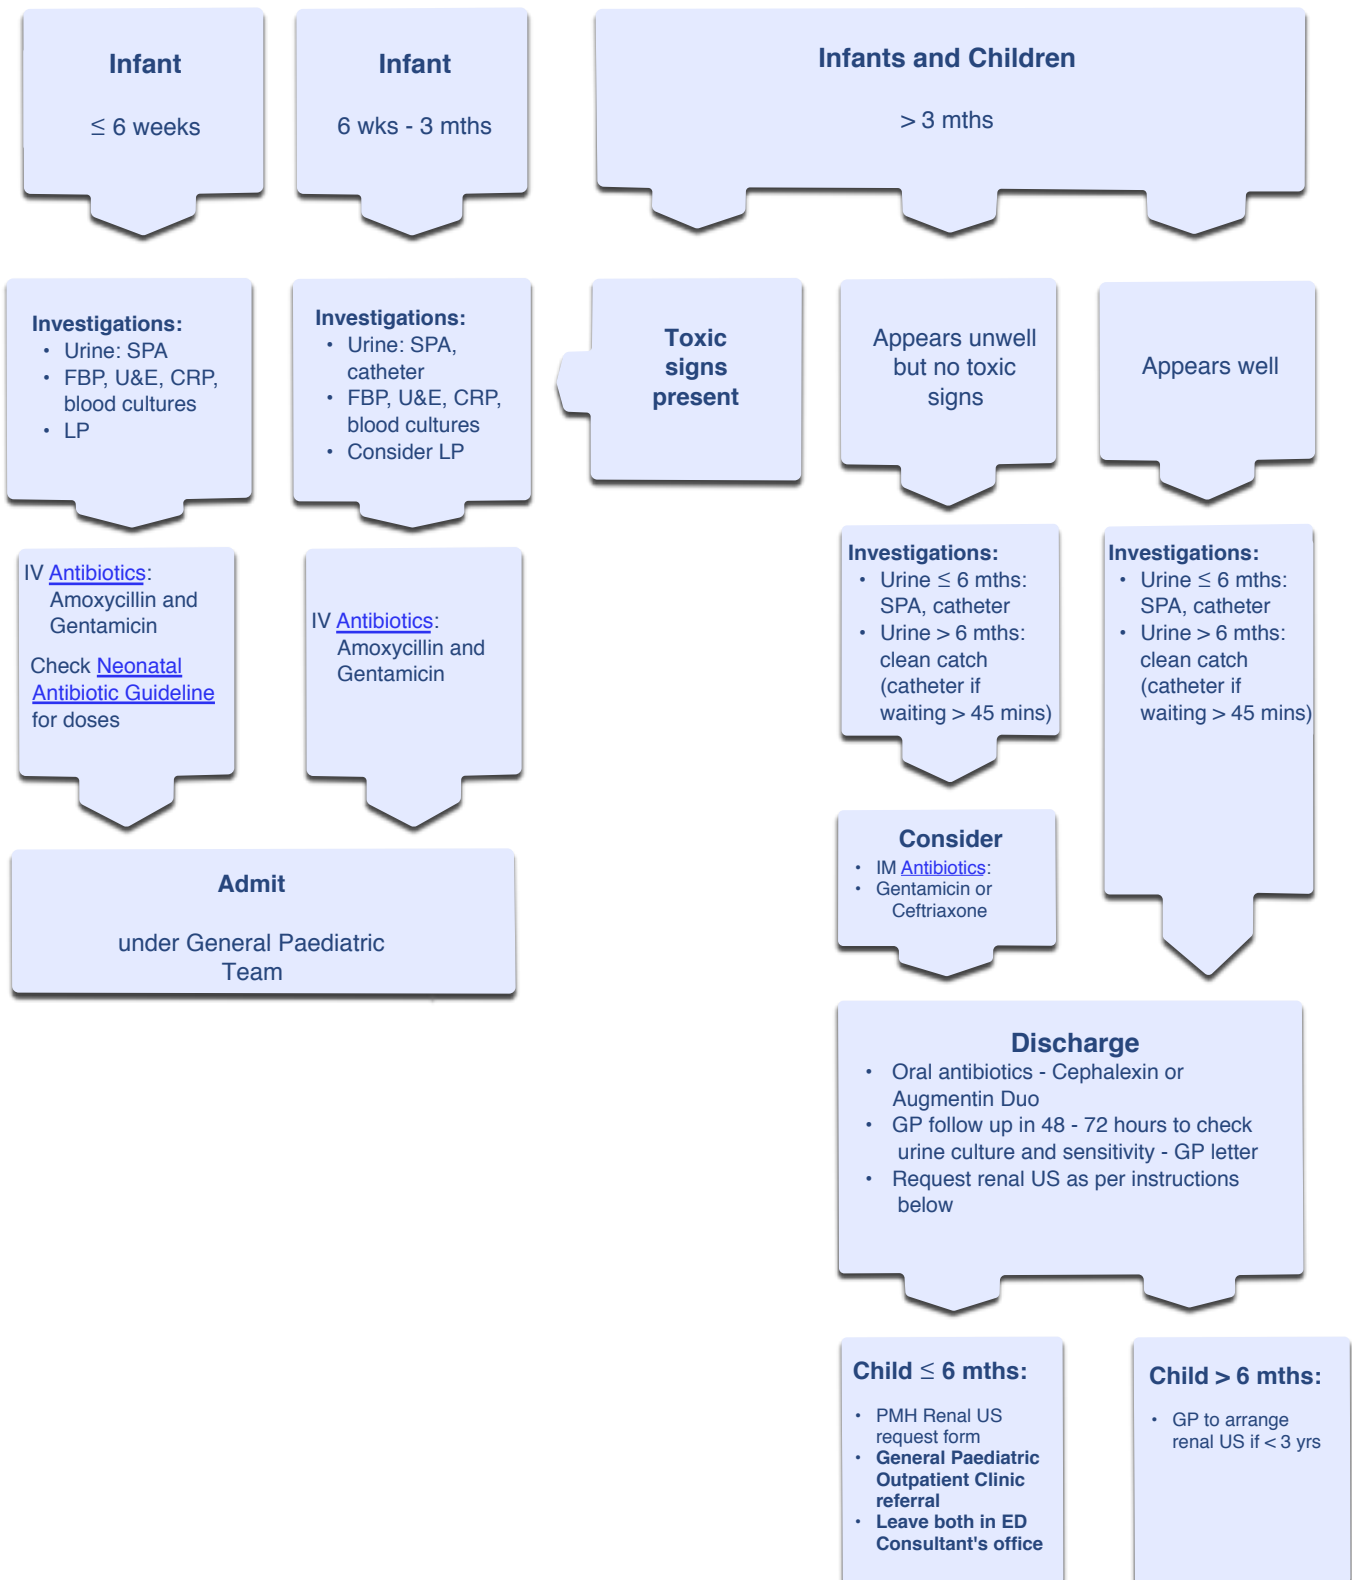 Infant
≤ 6 weeks
Infant
6 wks - 3 mths
Infants and Children
> 3 mths
Investigations:
• Urine: SPA
• FBP, U&E, CRP,
blood cultures
• LP
Investigations:
• Urine: SPA,
catheter
• FBP, U&E, CRP,
blood cultures
• Consider LP
Toxic
signs
present
Appears unwell
but no toxic
signs
Appears well
IV Antibiotics:
Amoxycillin and
Gentamicin
Check Neonatal
Antibiotic Guideline
for doses
IV Antibiotics:
Amoxycillin and
Gentamicin
Investigations:
• Urine ≤ 6 mths:
SPA, catheter
• Urine > 6 mths:
clean catch
(catheter if
waiting > 45 mins)
Investigations:
• Urine ≤ 6 mths:
SPA, catheter
• Urine > 6 mths:
clean catch
(catheter if
waiting > 45 mins)
Admit
under General Paediatric
Team
Consider
• IM Antibiotics:
• Gentamicin or
Ceftriaxone
Discharge
• Oral antibiotics - Cephalexin or
Augmentin Duo
• GP follow up in 48 - 72 hours to check
urine culture and sensitivity - GP letter
• Request renal US as per instructions
below
Child ≤ 6 mths:
• PMH Renal US
request form
• General Paediatric
Outpatient Clinic
referral
• Leave both in ED
Consultant's office
Child > 6 mths:
• GP to arrange
renal US if < 3 yrs